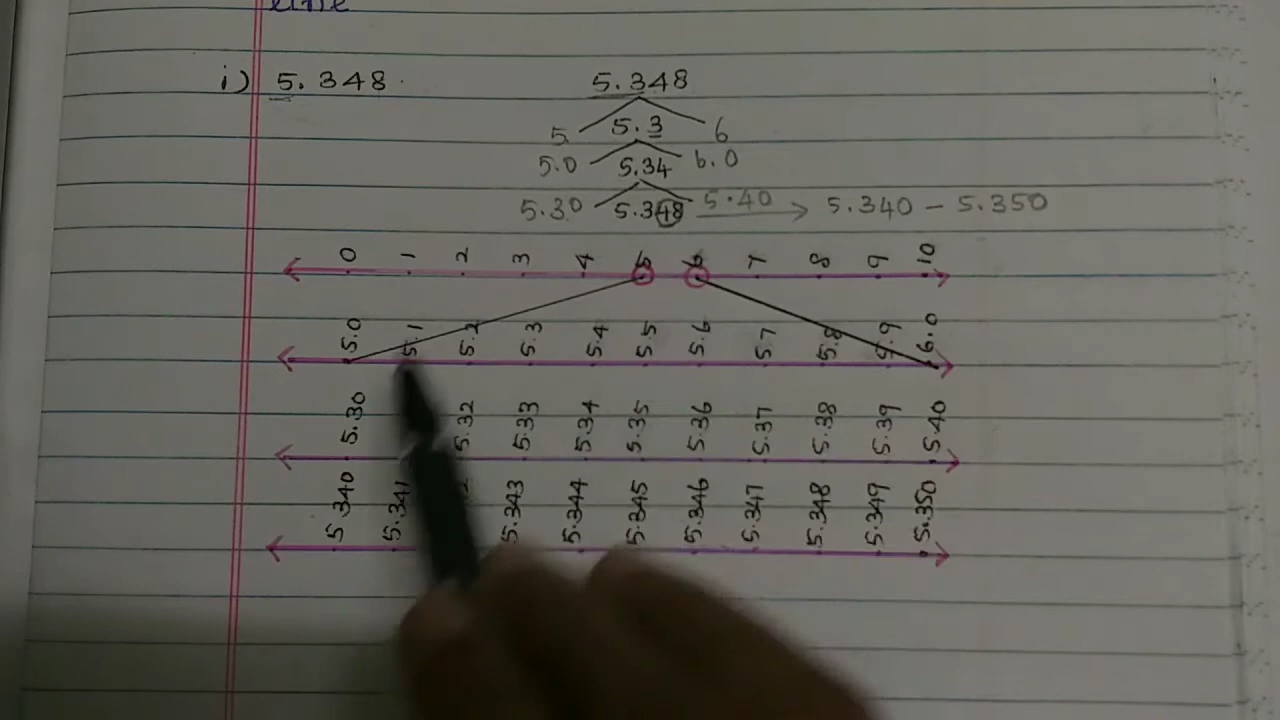 line
i) 5.348 5.348
5 5.3 6
5.0 5.34 6.0
5.30 5.348 5.40 → 5.340 - 5.350
0 1 2 3 4 5 6 7 8 9 10
5.0 5.1 5.2 5.3 5.4 5.5 5.6 5.7 5.8 5.9 6.0
5.30 5.32 5.33 5.34 5.35 5.36 5.37 5.38 5.39 5.40
5.340 5.341 5.343 5.344 5.345 5.346 5.347 5.348 5.349 5.350